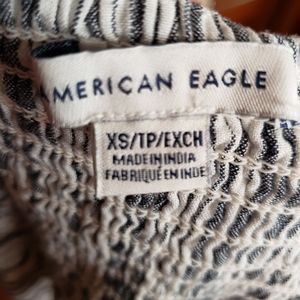 AMERICAN EAGLE
XS/TP/EXCH
MADE IN INDIA
FABRIQUÉ EN INDE